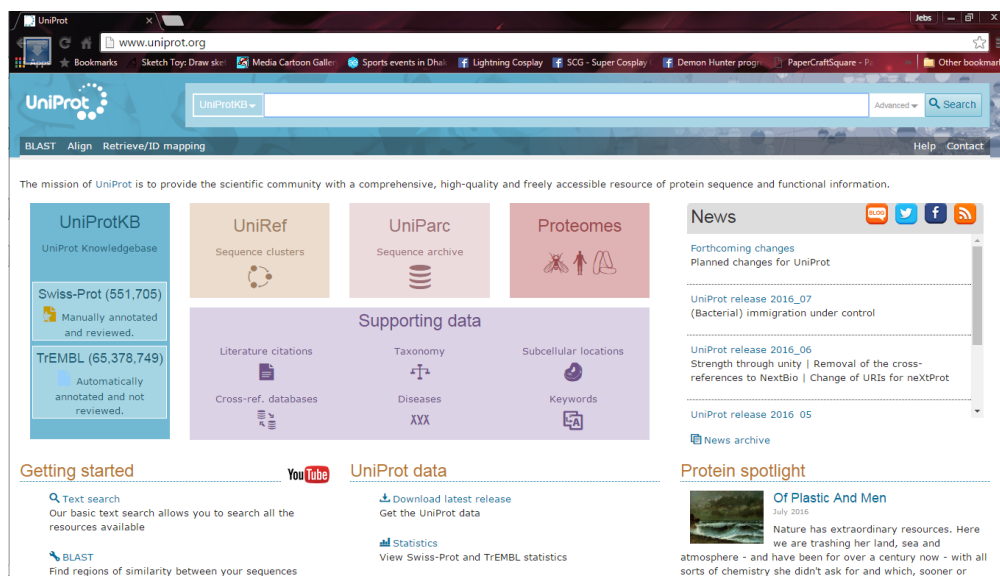 UniProt
Jebs
www.uniprot.org
Apps Bookmarks Sketch Toy: Draw sket Media Cartoon Galler Sports events in Dhak Lightning Cosplay SCG - Super Cosplay Demon Hunter progr PaperCraftSquare - Pa Other bookmark
UniProt
UniProtKB
Advanced
Search
BLAST Align Retrieve/ID mapping
Help Contact
The mission of UniProt is to provide the scientific community with a comprehensive, high-quality and freely accessible resource of protein sequence and functional information.
UniProtKB
UniProt Knowledgebase
Swiss-Prot (551,705)
Manually annotated
and reviewed.
TrEMBL (65,378,749)
Automatically
annotated and not
reviewed.
UniRef
Sequence clusters
UniParc
Sequence archive
Proteomes
Supporting data
Literature citations
Taxonomy
Subcellular locations
Cross-ref. databases
Diseases
Keywords
News
BLOG
Forthcoming changes
Planned changes for UniProt
UniProt release 2016_07
(Bacterial) immigration under control
UniProt release 2016_06
Strength through unity | Removal of the cross-
references to NextBio | Change of URIs for neXtProt
UniProt release 2016_05
News archive
Getting started
YouTube
Text search
Our basic text search allows you to search all the
resources available
BLAST
Find regions of similarity between your sequences
UniProt data
Download latest release
Get the UniProt data
Statistics
View Swiss-Prot and TrEMBL statistics
Protein spotlight
Of Plastic And Men
July 2016
Nature has extraordinary resources. Here
we are trashing her land, sea and
atmosphere - and have been for over a century now - with all
sorts of chemistry she didn't ask for and which, sooner or